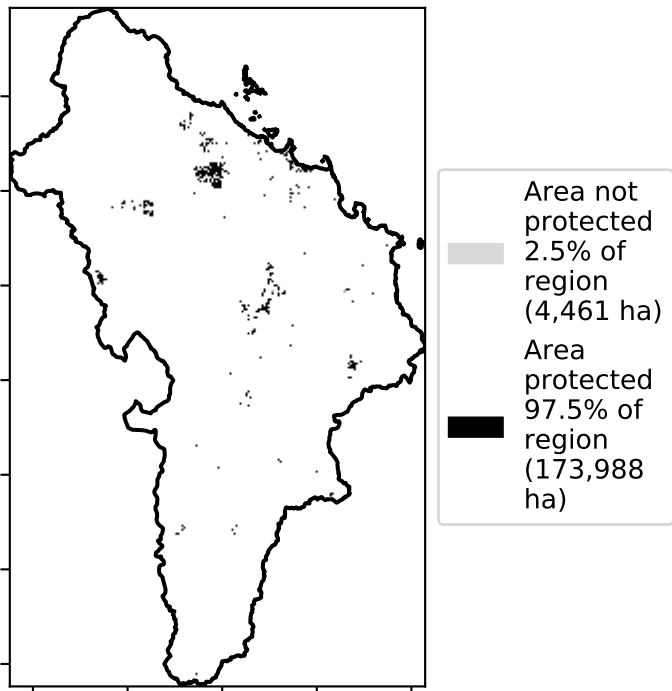 Area not
protected
2.5% of
region
(4,461 ha)
Area
protected
97.5% of
region
(173,988
ha)